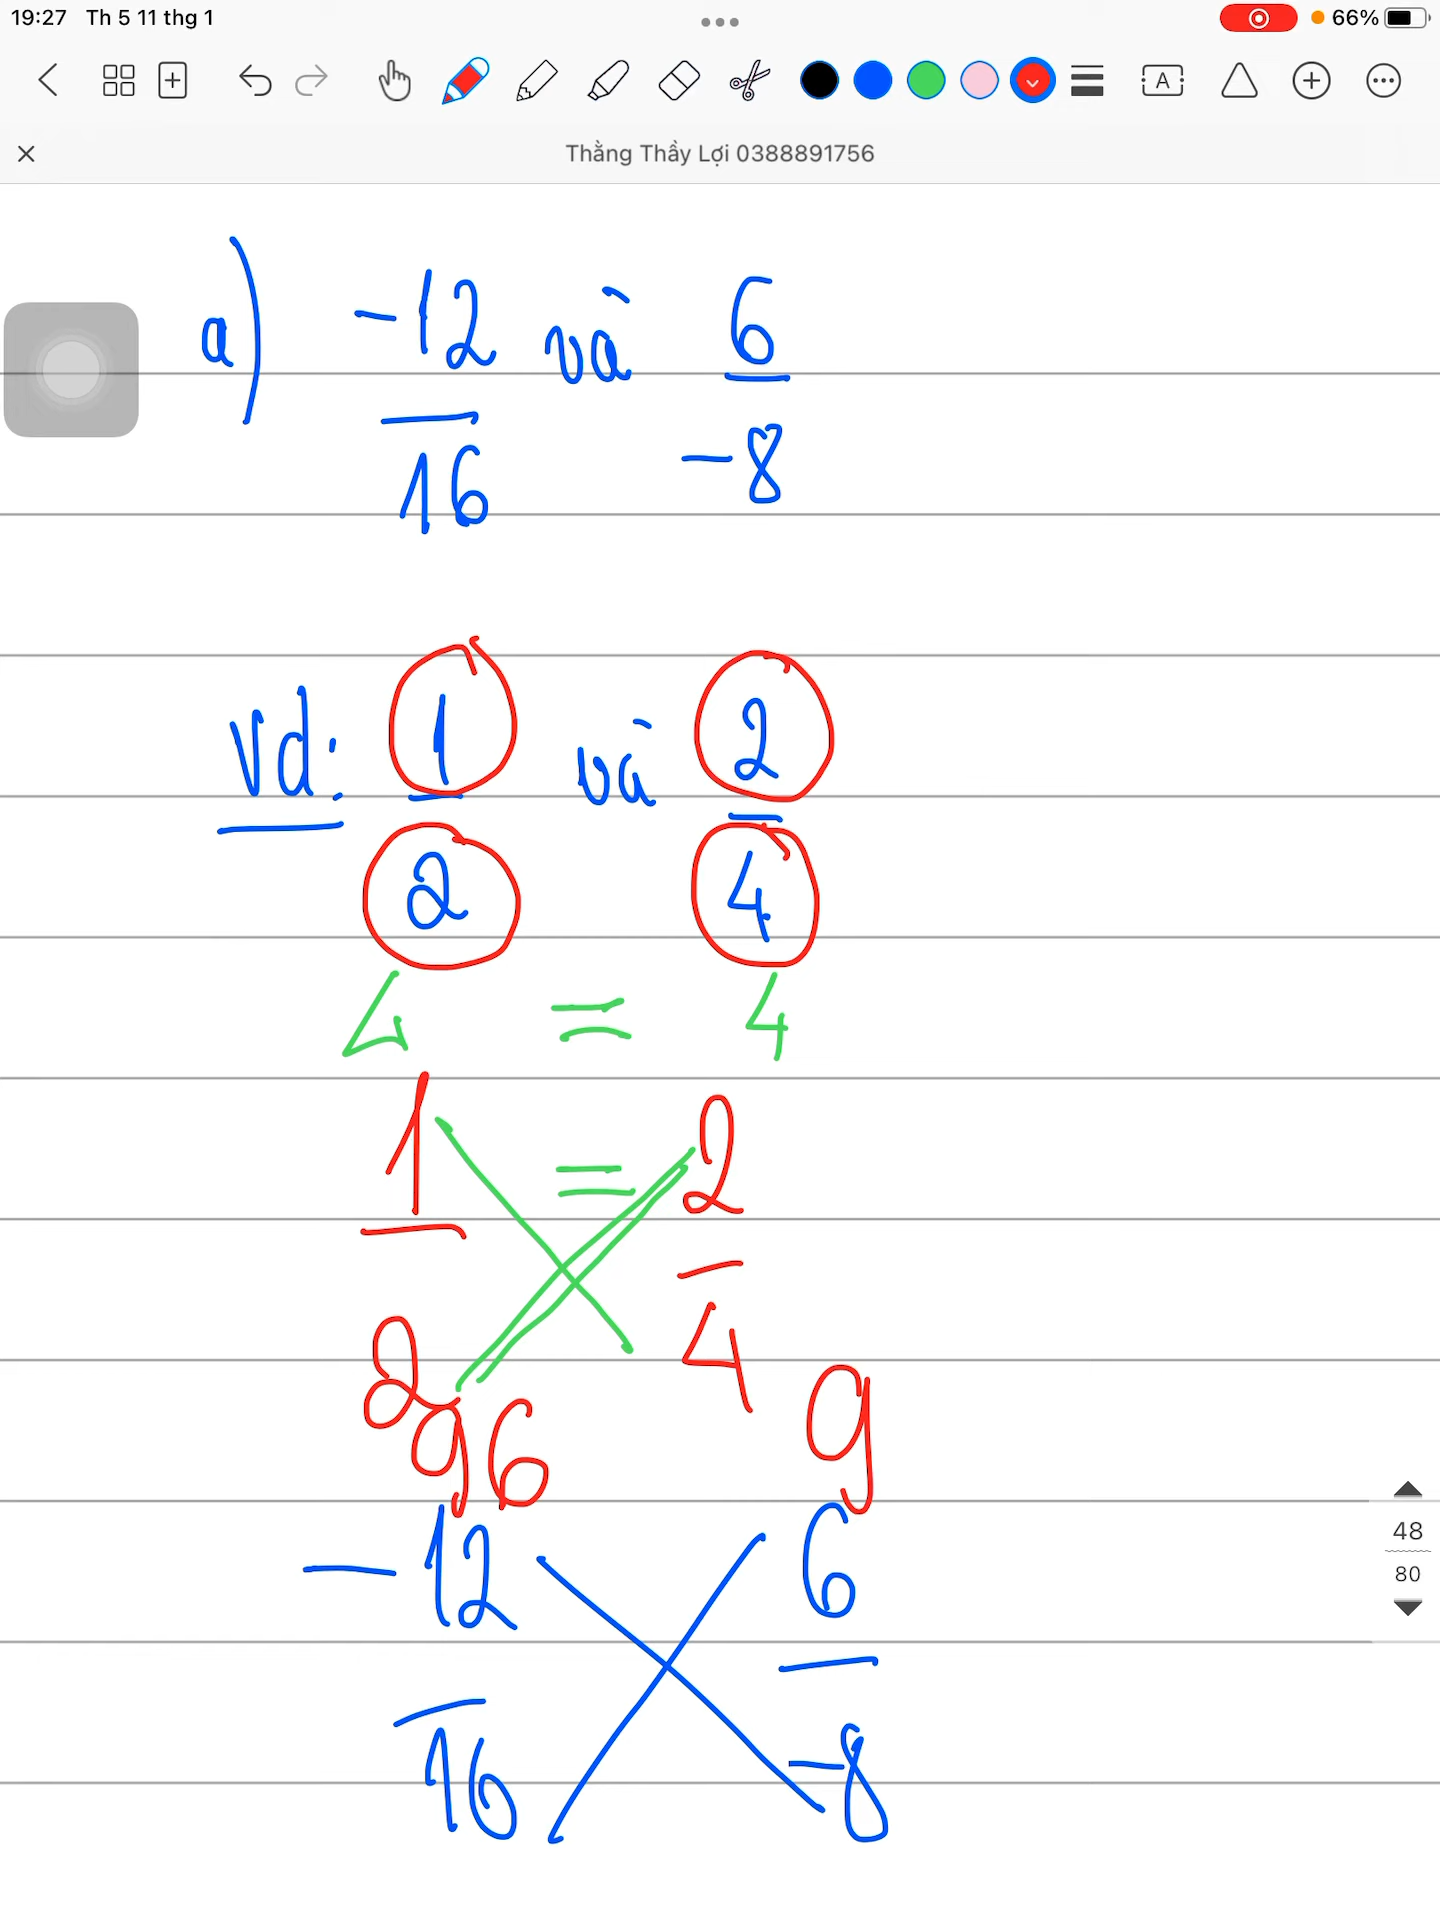 19:27 Th 5 11 thg 1
66%
A
Thằng Thầy Lợi 0388891756
a) -12 và 6
16 -8
Vd: 1 và 2
2 4
4 = 4
1 = 2
2 4
96 9
-12 6
16 -8
48
80